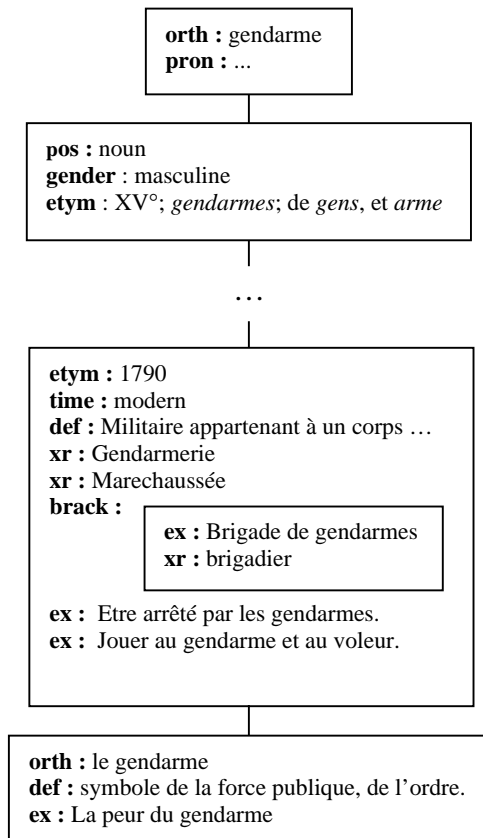 orth : gendarme
pron : ...
pos : noun
gender : masculine
etym : XV°; gendarmes; de gens, et arme
…
etym : 1790
time : modern
def : Militaire appartenant à un corps …
xr : Gendarmerie
xr : Marechaussée
brack :
ex : Brigade de gendarmes
xr : brigadier
ex : Etre arrêté par les gendarmes.
ex : Jouer au gendarme et au voleur.
orth : le gendarme
def : symbole de la force publique, de l’ordre.
ex : La peur du gendarme